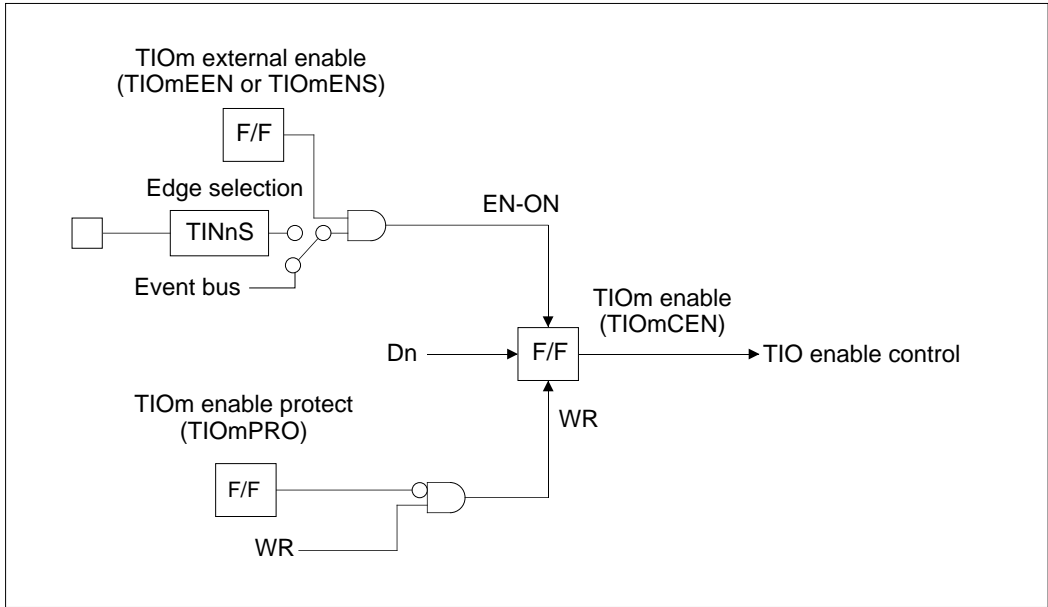 TIOm external enable
(TIOmEEN or TIOmENS)
F/F
Edge selection
TINnS
EN-ON
Event bus
TIOm enable
(TIOmCEN)
Dn
F/F
TIO enable control
TIOm enable protect
(TIOmPRO)
WR
F/F
WR